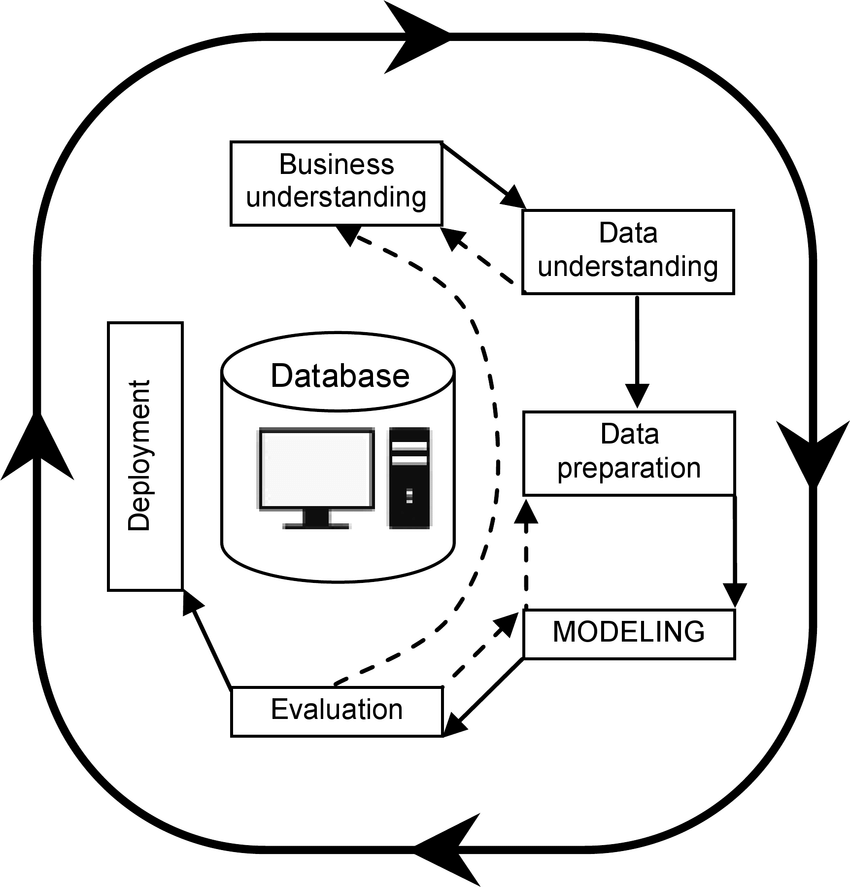 Business
understanding
Data
understanding
Database
Deployment
Data
preparation
MODELING
Evaluation